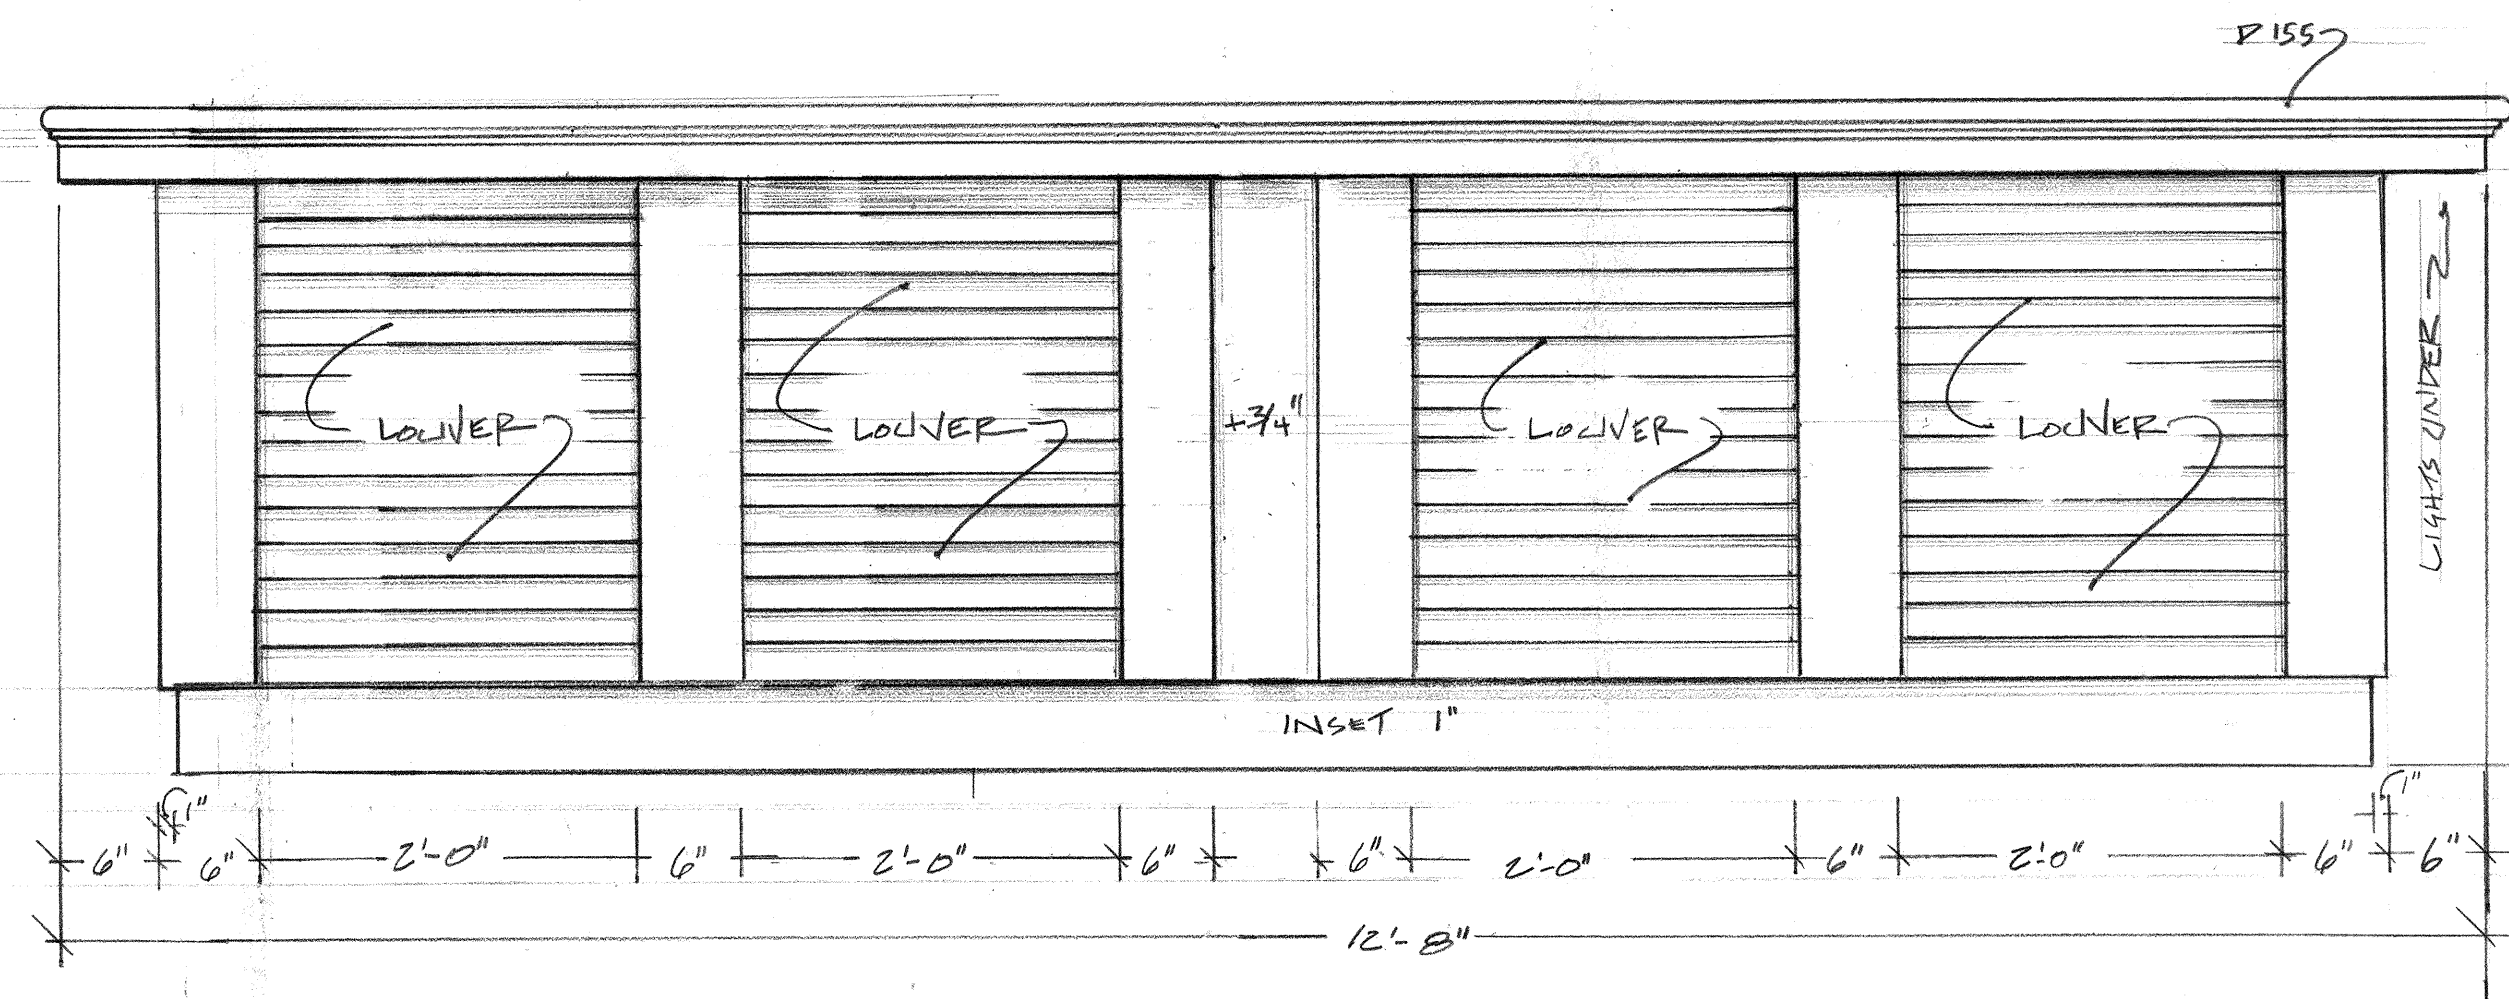 P 155
LIGHTS UNDER
LOUVER
LOUVER
+ 3/4"
LOUVER
LOUVER
INSET 1"
1" 1"
6" 6" 2'-0" 6" 2'-0" 6" 6" 2'-0" 6" 2'-0" 6" 6"
12'-8"